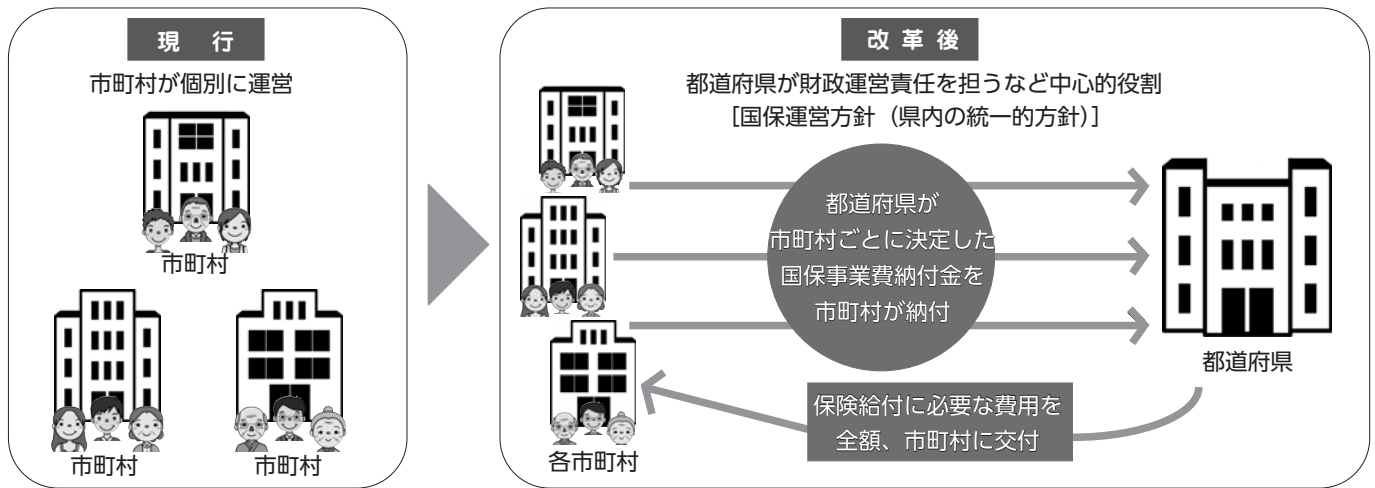 現　行
市町村が個別に運営
市町村
市町村
市町村
改 革 後
都道府県が財政運営責任を担うなど中心的役割
［国保運営方針（県内の統一的方針）］
都道府県が
市町村ごとに決定した
国保事業費納付金を
市町村が納付
都道府県
保険給付に必要な費用を
全額、市町村に交付
各市町村